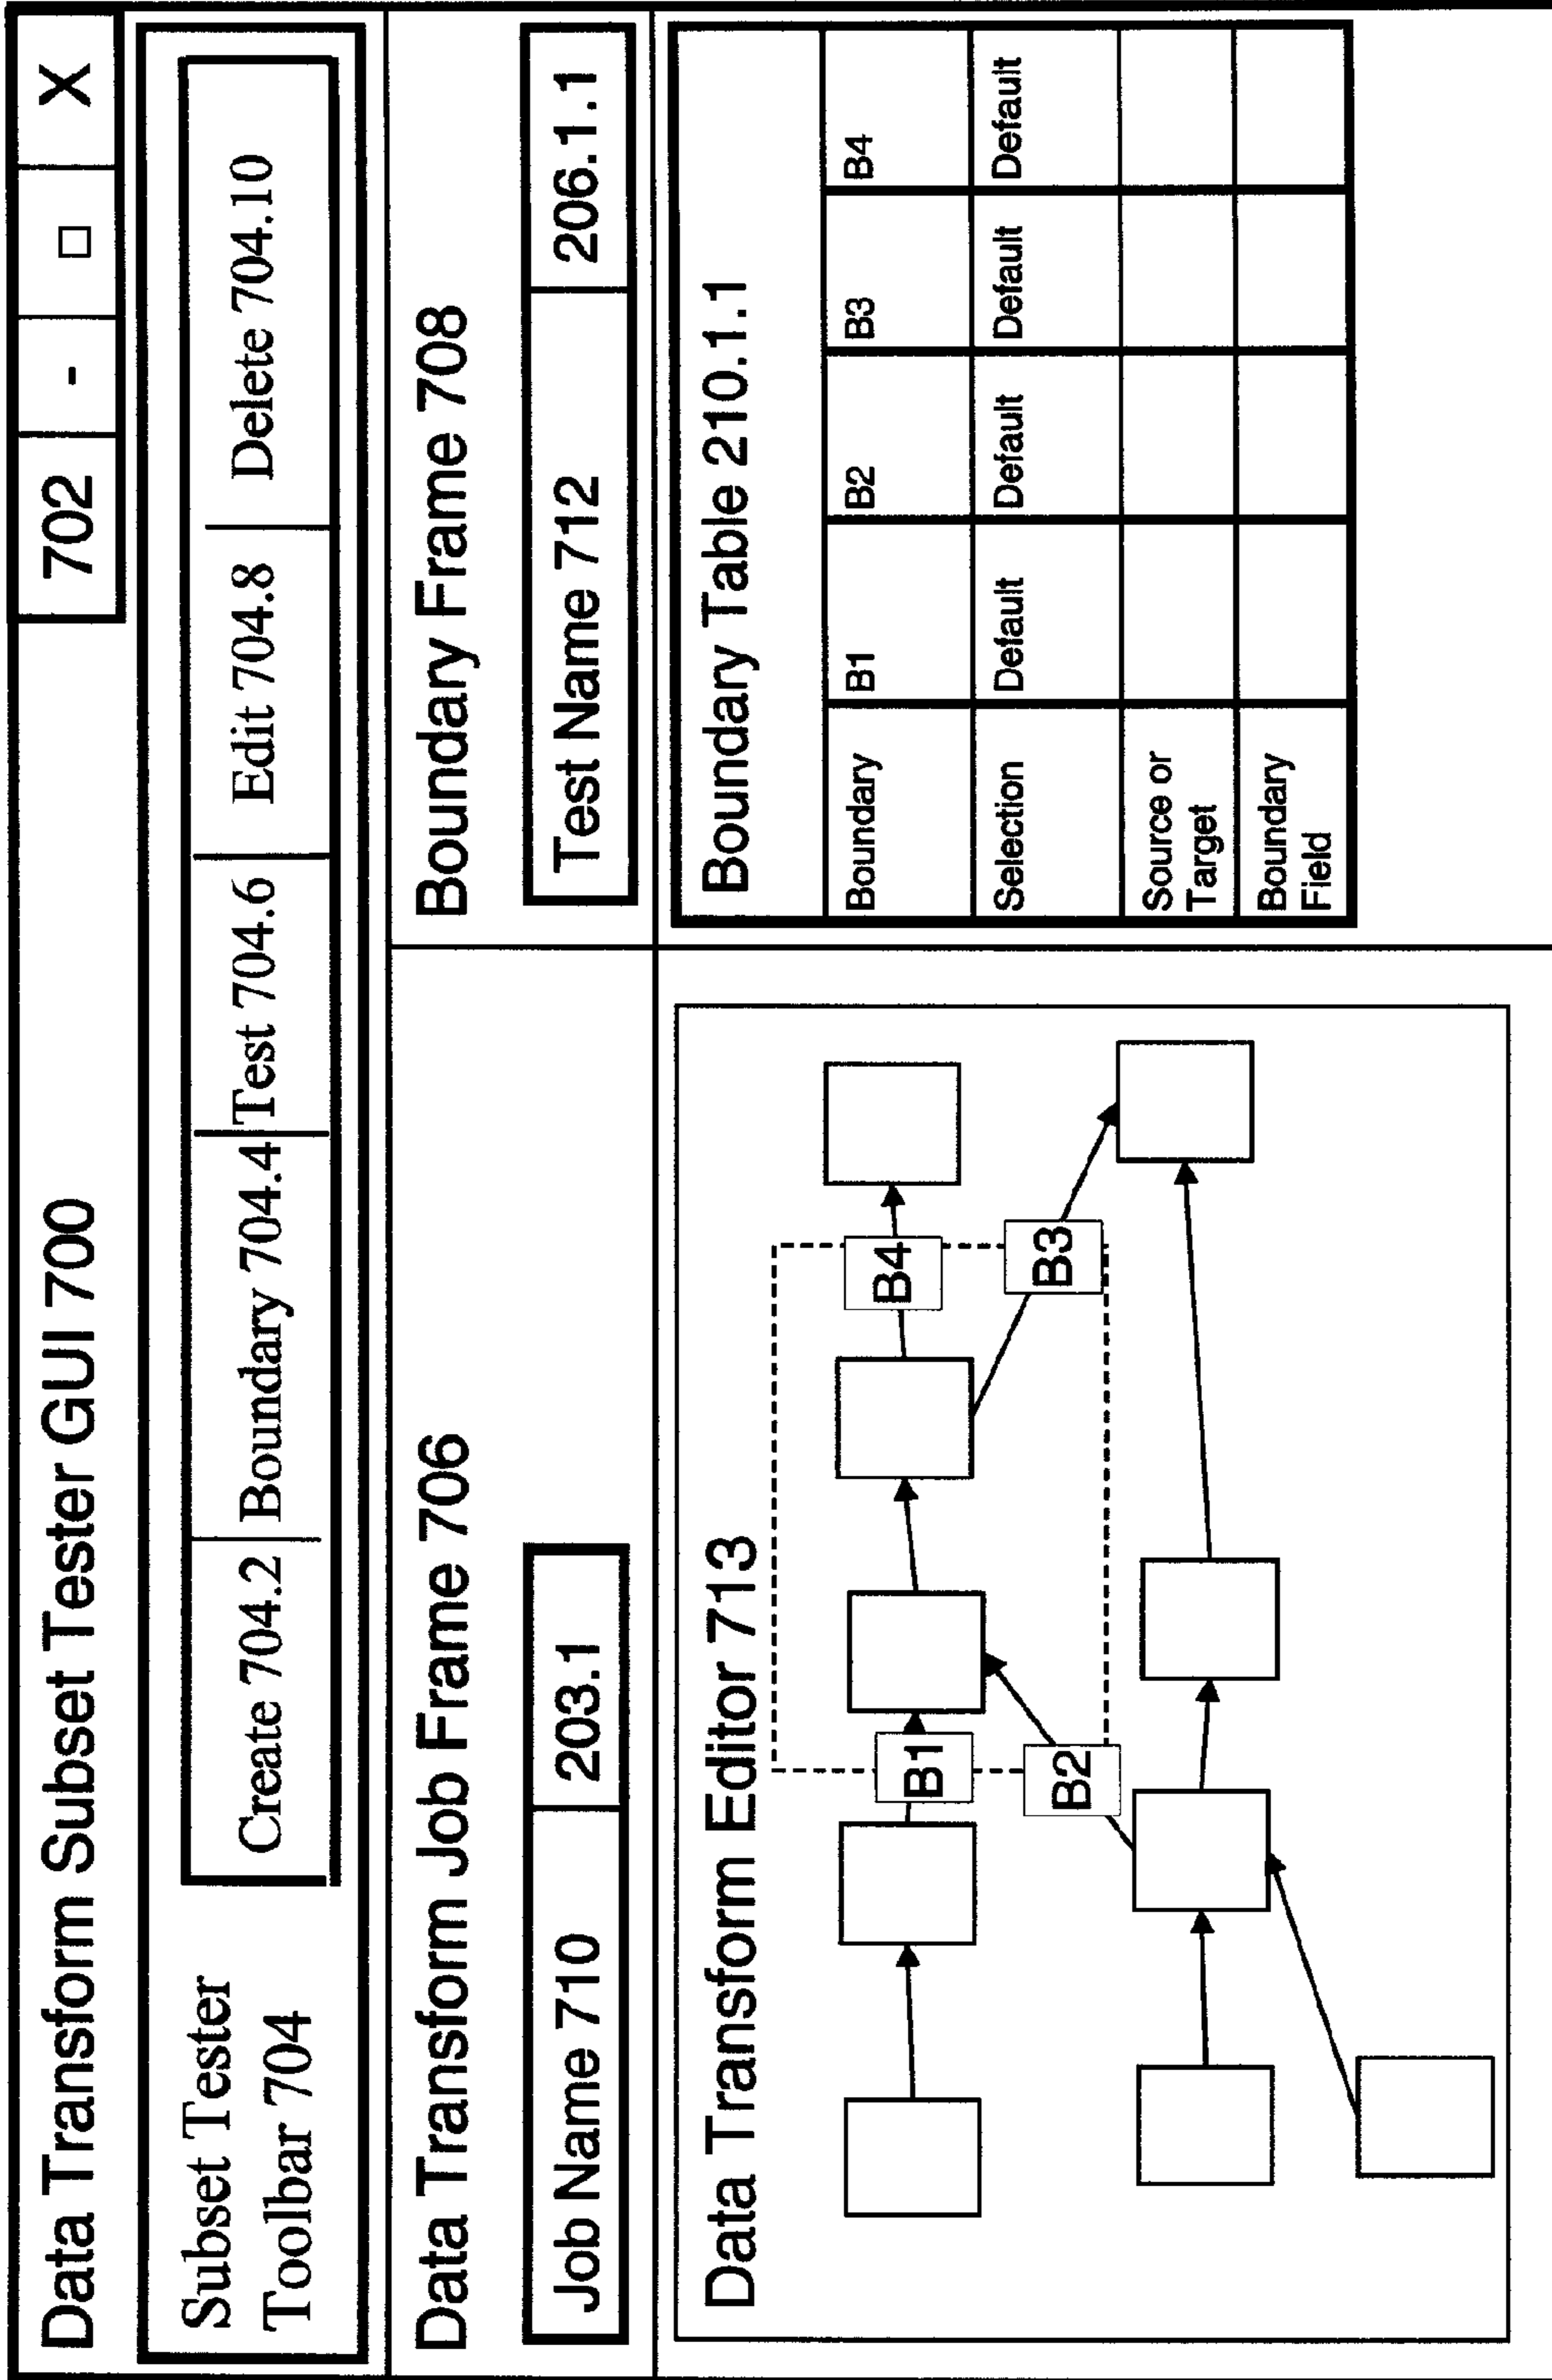 Data Transform Subset Tester GUI 700
702 - □ X
Subset Tester
Toolbar 704
Create 704.2 Boundary 704.4 Test 704.6 Edit 704.8 Delete 704.10
Data Transform Job Frame 706
Job Name 710 203.1
Boundary Frame 708
Test Name 712 206.1.1
Data Transform Editor 713
B1
B2
B4
B3
Boundary Table 210.1.1
Boundary B1 B2 B3 B4
Selection Default Default Default Default
Source or
Target
Boundary
Field